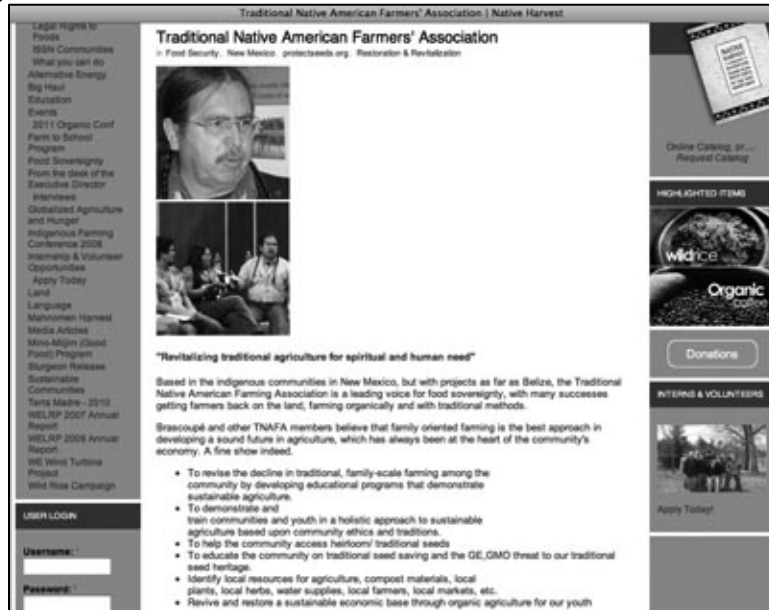 Traditional Native American Farmers' Association | Native Harvest
Legal Rights to
Foods
ISSN Communities
What you can do
Alternative Energy
Big Haul
Education
Events
2011 Organic Conf
Farm to School
Program
Food Sovereignty
From the desk of the
Executive Director
Interviews
Globalized Agriculture
and Hunger
Indigenous Farming
Conference 2008
Internship & Volunteer
Opportunities
Apply Today
Land
Language
Mahnomen Harvest
Media Articles
Mino-Mijim (Good
Food) Program
Sturgeon Release
Sustainable
Communities
Terra Madre - 2010
WELRP 2007 Annual
Report
WELRP 2009 Annual
Report
WE Wind Turbine
Project
Wild Rice Campaign
USER LOGIN
Username: *
Password: *
Traditional Native American Farmers' Association
in Food Security, New Mexico, protectseeds.org, Restoration & Revitalization
"Revitalizing traditional agriculture for spiritual and human need"
Based in the indigenous communities in New Mexico, but with projects as far as Belize, the Traditional
Native American Farming Association is a leading voice for food sovereignty, with many successes
getting farmers back on the land, farming organically and with traditional methods.
Brascoupé and other TNAFA members believe that family oriented farming is the best approach in
developing a sound future in agriculture, which has always been at the heart of the community's
economy. A fine show indeed.
• To revise the decline in traditional, family-scale farming among the
community by developing educational programs that demonstrate
sustainable agriculture.
• To demonstrate and
train communities and youth in a holistic approach to sustainable
agriculture based upon community ethics and traditions.
• To help the community access heirloom/ traditional seeds
• To educate the community on traditional seed saving and the GE,GMO threat to our traditional
seed heritage.
• Identify local resources for agriculture, compost materials, local
plants, local herbs, water supplies, local farmers, local markets, etc.
• Revive and restore a sustainable economic base through organic agriculture for our youth
NATIVE
HARVEST
Online Catalog, or....
Request Catalog
HIGHLIGHTED ITEMS
wildrice
Organic
coffee
Donations
INTERNS & VOLUNTEERS
Apply Today!